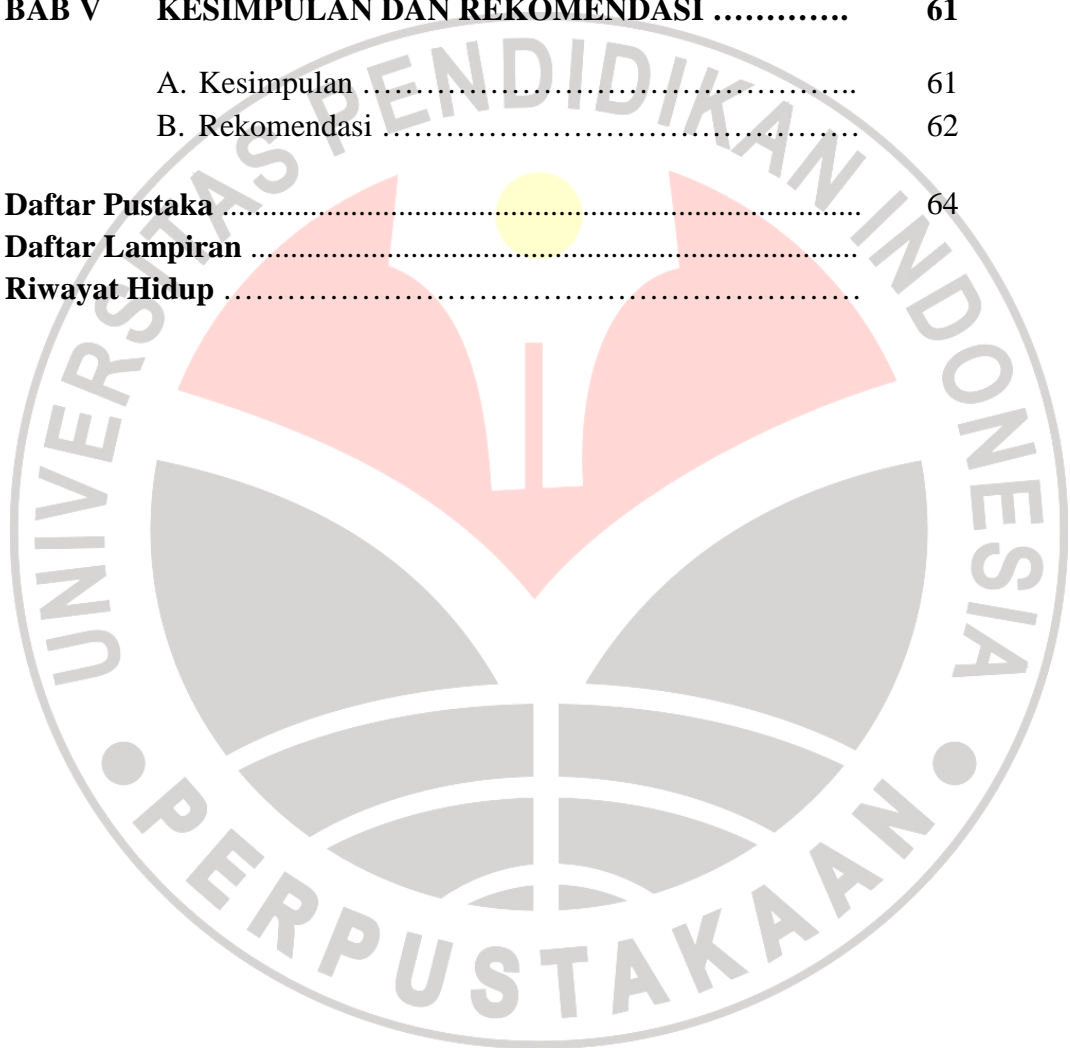 BAB V KESIMPULAN DAN REKOMENDASI …………. 61
A. Kesimpulan ……………………………………….. 61
B. Rekomendasi ……………………………………… 62
Daftar Pustaka .................................................................................... 64
Daftar Lampiran ................................................................................
Riwayat Hidup ……………………………………………………
UNIVERSITAS PENDIDIKAN INDONESIA
PERPUSTAKAAN